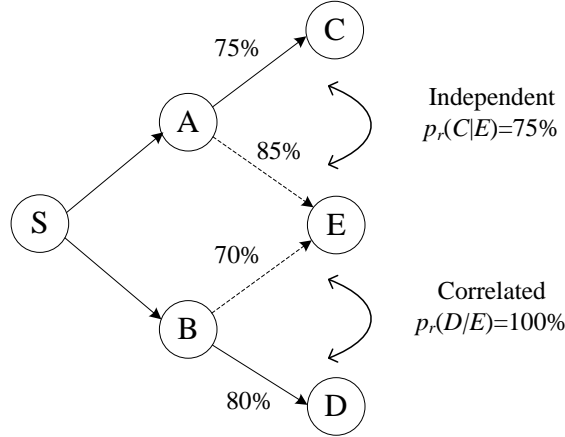 C
75%
Independent
pr(C|E)=75%
A
85%
S
E
70%
Correlated
pr(D/E)=100%
B
80%
D